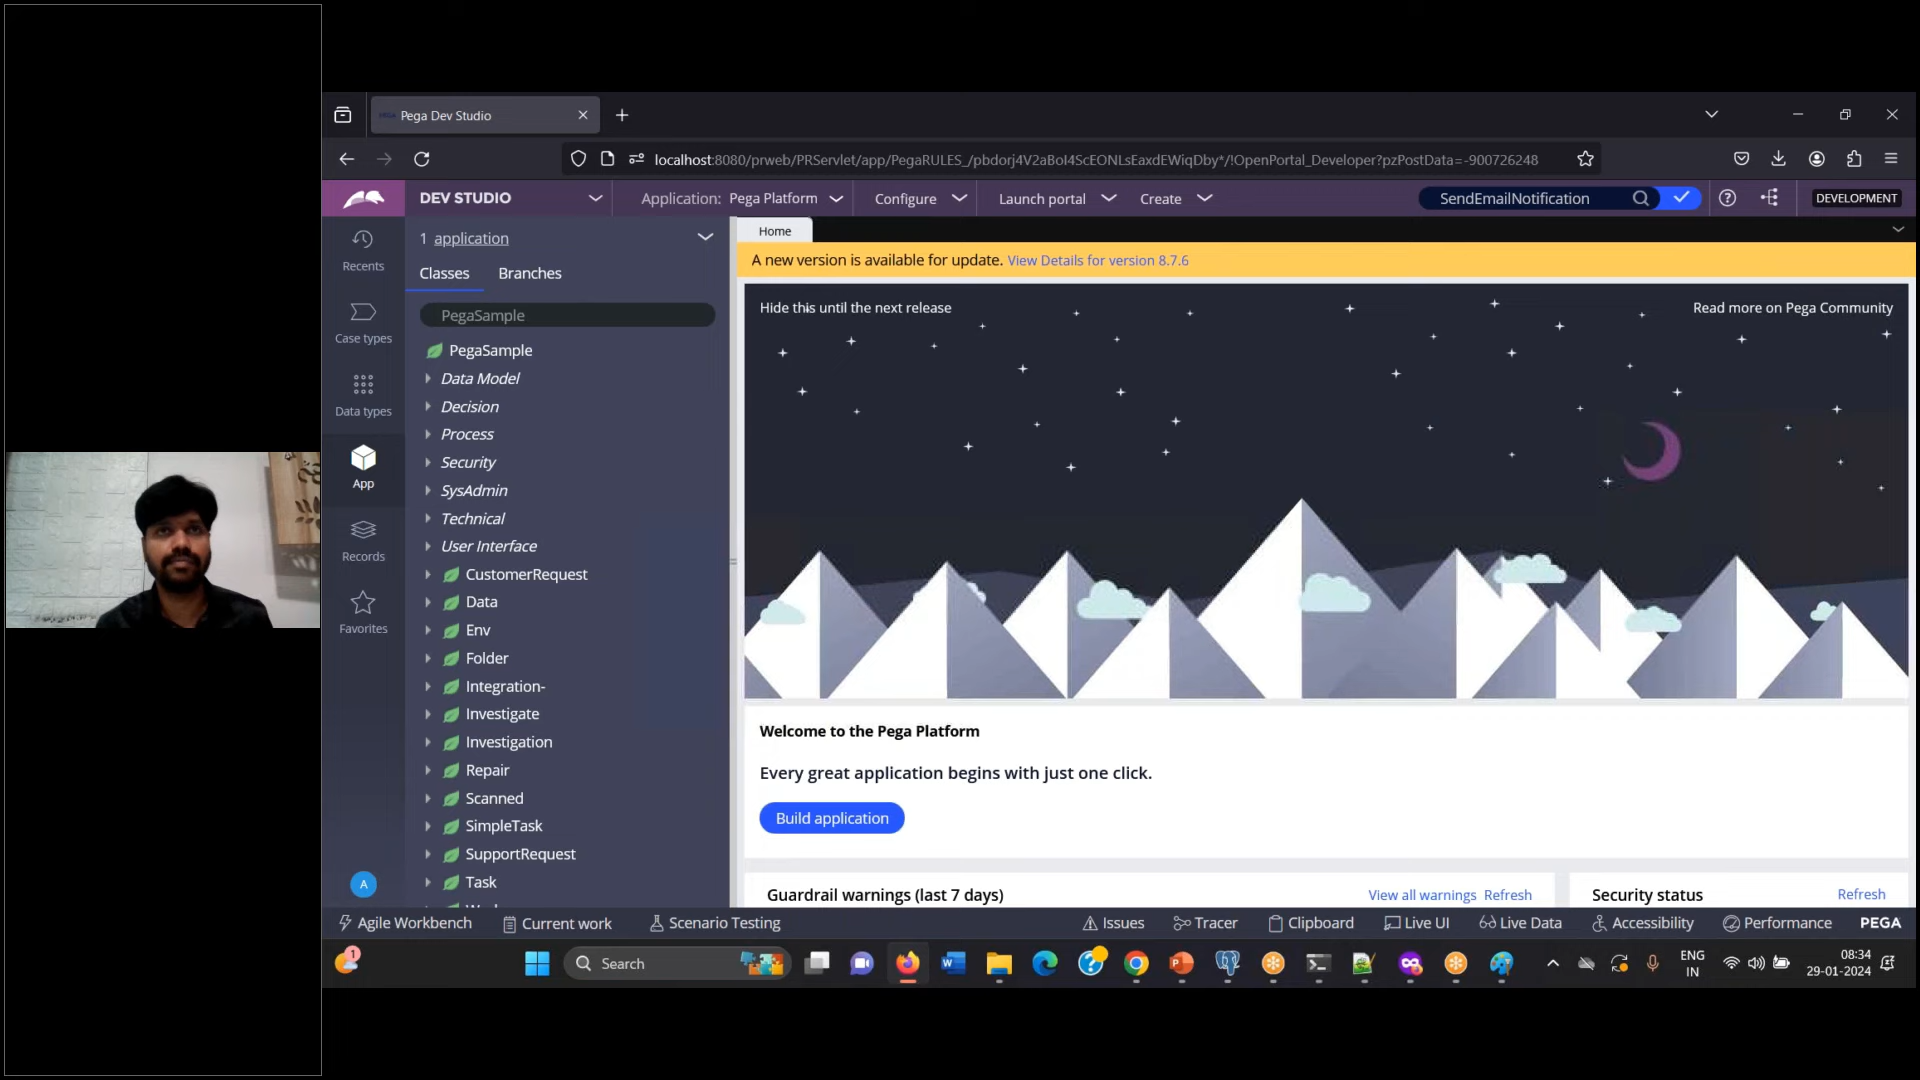 Pega Dev Studio
localhost:8080/prweb/PRServlet/app/PegaRULES_/pbdorj4V2aBoI4ScEONLsEaxdEWiqDby*/!OpenPortal_Developer?pzPostData=-900726248
DEV STUDIO
Application: Pega Platform
Configure
Launch portal
Create
SendEmailNotification
DEVELOPMENT
Recents
Case types
Data types
App
Records
Favorites
A
1 application
Classes
Branches
PegaSample
PegaSample
Data Model
Decision
Process
Security
SysAdmin
Technical
User Interface
CustomerRequest
Data
Env
Folder
Integration-
Investigate
Investigation
Repair
Scanned
SimpleTask
SupportRequest
Task
Home
A new version is available for update. View Details for version 8.7.6
Hide this until the next release
Read more on Pega Community
Welcome to the Pega Platform
Every great application begins with just one click.
Build application
Guardrail warnings (last 7 days)
View all warnings
Refresh
Security status
Refresh
Agile Workbench
Current work
Scenario Testing
Issues
Tracer
Clipboard
Live UI
Live Data
Accessibility
Performance
PEGA
1
Search
ENG
IN
08:34
29-01-2024